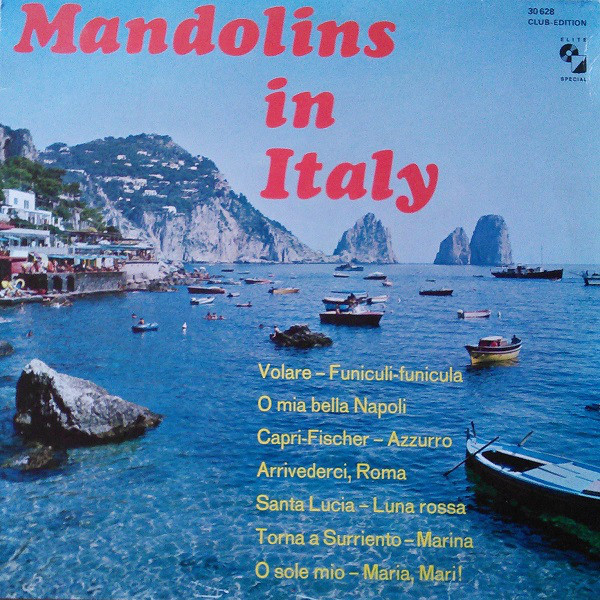 30 628
CLUB-EDITION
ELITE
SPECIAL
Mandolins
in
Italy
Volare – Funiculi-funicula
O mia bella Napoli
Capri-Fischer – Azzurro
Arrivederci, Roma
Santa Lucia – Luna rossa
Torna a Surriento – Marina
O sole mio – Maria, Mari!